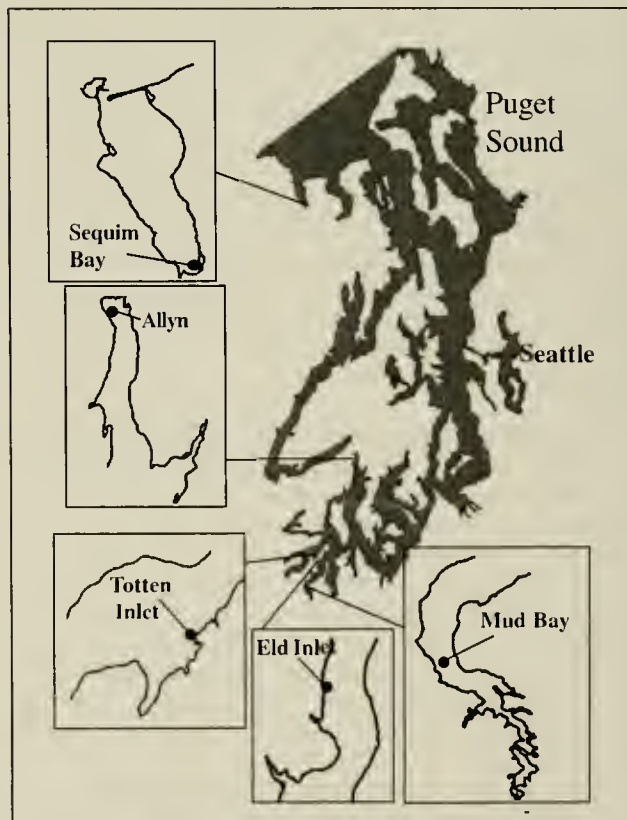 Puget
Sound
Sequim
Bay
Allyn
Seattle
Totten
Inlet
Eld Inlet
Mud Bay